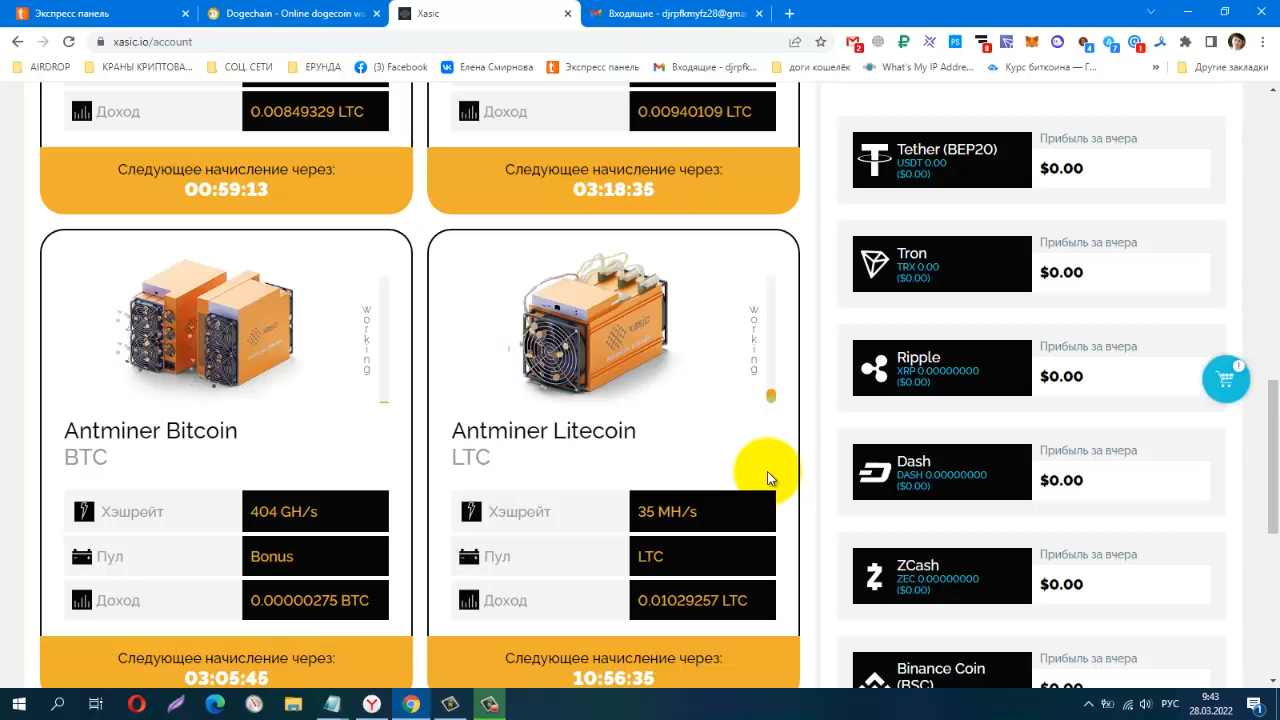 Экспресс панель
Dogechain - Online dogecoin wa
Xasic
Входящие - djrpfkmyfz28@gma
xasic.io/account
AIRDROP
КРАНЫ КРИПТОВА...
СОЦ. СЕТИ
ЕРУНДА
(3) Facebook
Елена Смирнова
Экспресс панель
Входящие - djrpfk...
доги кошелёк
What's My IP Addre...
Курс биткоина — Г...
»
Другие закладки
Доход
0.00849329 LTC
Следующее начисление через:
00:59:13
Доход
0.00940109 LTC
Следующее начисление через:
03:18:35
working
Antminer Bitcoin
BTC
Хэшрейт
404 GH/s
Пул
Bonus
Доход
0.00000275 BTC
Следующее начисление через:
03:05:45
xasic
working
Antminer Litecoin
LTC
Хэшрейт
35 MH/s
Пул
LTC
Доход
0.01029257 LTC
Следующее начисление через:
10:56:35
Tether (BEP20)
USDT 0.00
($0.00)
Прибыль за вчера
$0.00
Tron
TRX 0.00
($0.00)
Прибыль за вчера
$0.00
Ripple
XRP 0.00000000
($0.00)
Прибыль за вчера
$0.00
Dash
DASH 0.00000000
($0.00)
Прибыль за вчера
$0.00
ZCash
ZEC 0.00000000
($0.00)
Прибыль за вчера
$0.00
Binance Coin
(BSC)
Прибыль за вчера
$0.00
РУС
9:43
28.03.2022